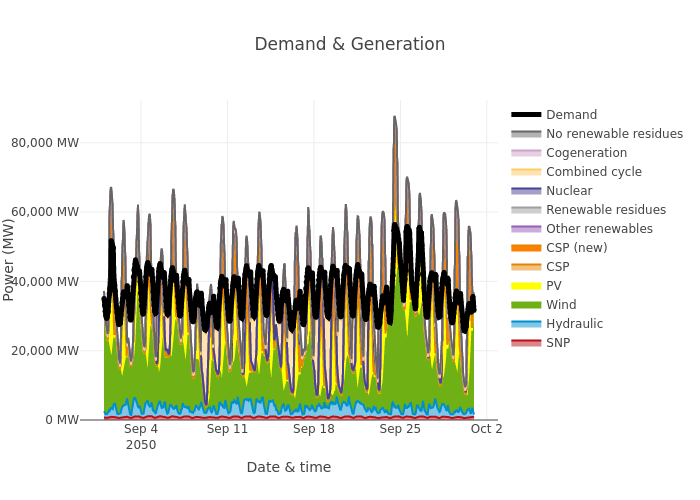 Demand & Generation
Power (MW)
80,000 MW
60,000 MW
40,000 MW
20,000 MW
0 MW
Sep 4
2050
Sep 11
Sep 18
Sep 25
Oct 2
Date & time
Demand
No renewable residues
Cogeneration
Combined cycle
Nuclear
Renewable residues
Other renewables
CSP (new)
CSP
PV
Wind
Hydraulic
SNP